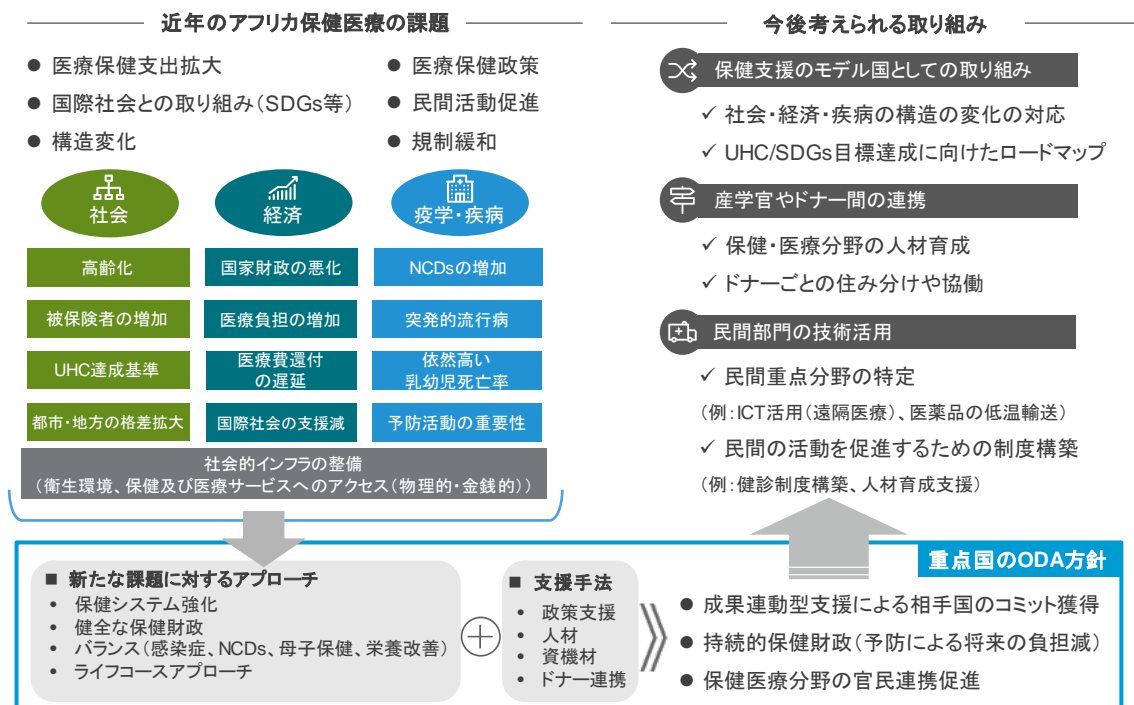 近年のアフリカ保健医療の課題
● 医療保健支出拡大
● 国際社会との取り組み(SDGs等)
● 構造変化
● 医療保健政策
● 民間活動促進
● 規制緩和
社会
経済
疫学・疾病
高齢化
被保険者の増加
UHC達成基準
都市・地方の格差拡大
国家財政の悪化
医療負担の増加
医療費還付
の遅延
国際社会の支援減
NCDsの増加
突発的流行病
依然高い
乳幼児死亡率
予防活動の重要性
社会的インフラの整備
(衛生環境、保健及び医療サービスへのアクセス(物理的・金銭的))
今後考えられる取り組み
保健支援のモデル国としての取り組み
✓ 社会・経済・疾病の構造の変化の対応
✓ UHC/SDGs目標達成に向けたロードマップ
産学官やドナー間の連携
✓ 保健・医療分野の人材育成
✓ ドナーごとの住み分けや協働
民間部門の技術活用
✓ 民間重点分野の特定
(例:ICT活用(遠隔医療)、医薬品の低温輸送)
✓ 民間の活動を促進するための制度構築
(例:健診制度構築、人材育成支援)
重点国のODA方針
■ 新たな課題に対するアプローチ
• 保健システム強化
• 健全な保健財政
• バランス(感染症、NCDs、母子保健、栄養改善)
• ライフコースアプローチ
■ 支援手法
• 政策支援
• 人材
• 資機材
• ドナー連携
● 成果連動型支援による相手国のコミット獲得
● 持続的保健財政(予防による将来の負担減)
● 保健医療分野の官民連携促進